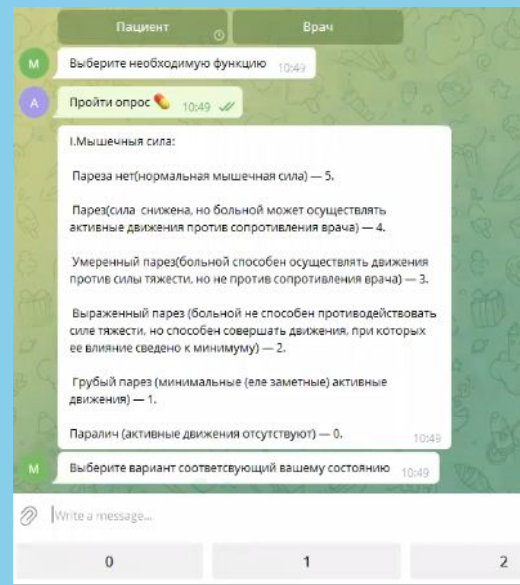 Пациент
Врач
М
Выберите необходимую функцию 10:49
А
Пройти опрос 💊 10:49
I.Мышечныя сила:
Пареза нет(нормальная мышечная сила) — 5.
Парез(сила снижена, но больной может осуществлять
активные движения против сопротивления врача) — 4.
Умеренный парез(больной способен осуществлять движения
против силы тяжести, но не против сопротивления врача) — 3.
Выраженный парез (больной не способен противодействовать
силе тяжести, но способен совершать движения, при которых
ее влияние сведено к минимуму) — 2.
Грубый парез (минимальные (еле заметные) активные
движения) — 1.
Паралич (активные движения отсутствуют) — 0. 10:49
М
Выберите вариант соответсвующий вашему состоянию 10:49
Write a message...
0
1
2